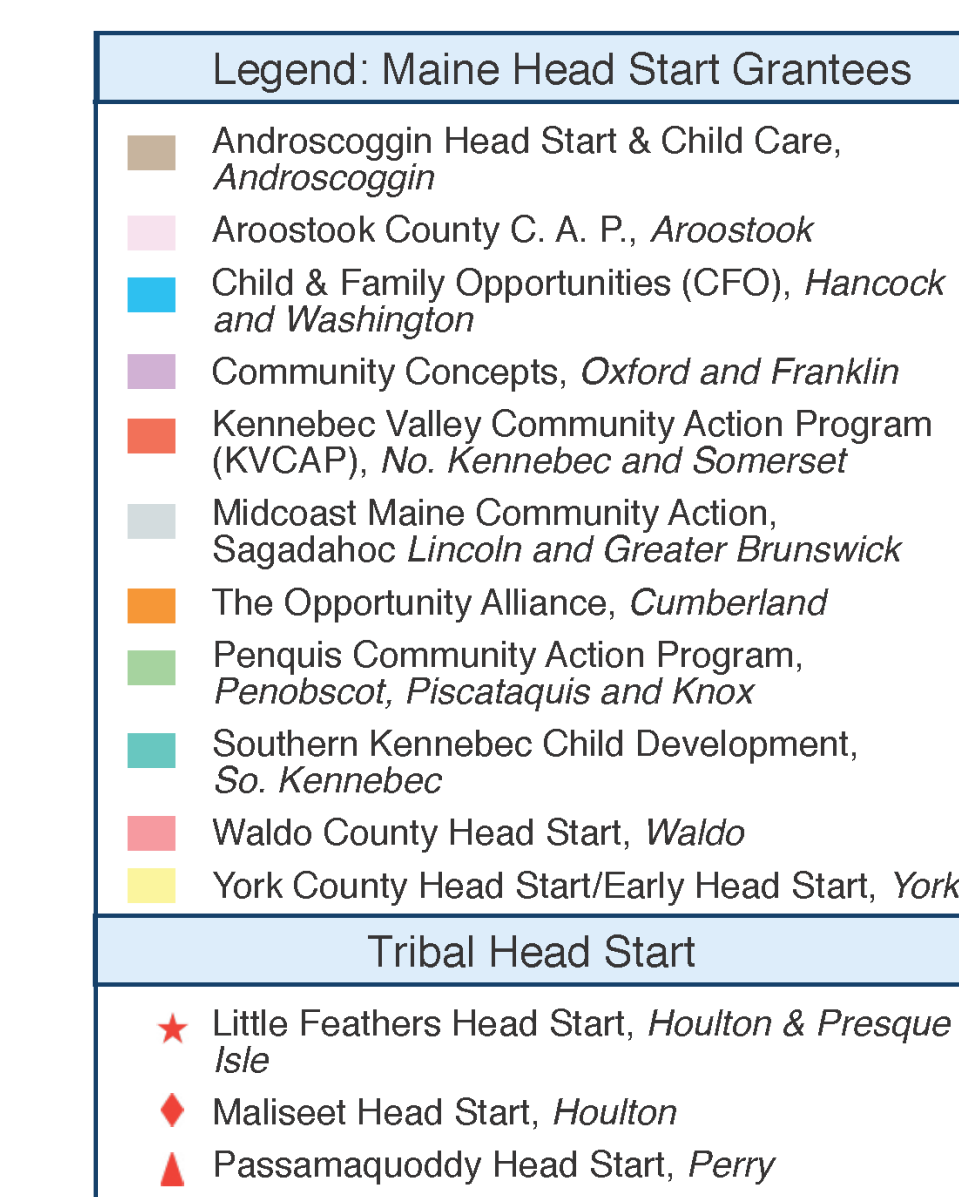 Legend: Maine Head Start Grantees
Androscoggin Head Start & Child Care,
Androscoggin
Aroostook County C. A. P., Aroostook
Child & Family Opportunities (CFO), Hancock
and Washington
Community Concepts, Oxford and Franklin
Kennebec Valley Community Action Program
(KVCAP), No. Kennebec and Somerset
Midcoast Maine Community Action,
Sagadahoc Lincoln and Greater Brunswick
The Opportunity Alliance, Cumberland
Penquis Community Action Program,
Penobscot, Piscataquis and Knox
Southern Kennebec Child Development,
So. Kennebec
Waldo County Head Start, Waldo
York County Head Start/Early Head Start, York
Tribal Head Start
Little Feathers Head Start, Houlton & Presque
Isle
Maliseet Head Start, Houlton
Passamaquoddy Head Start, Perry